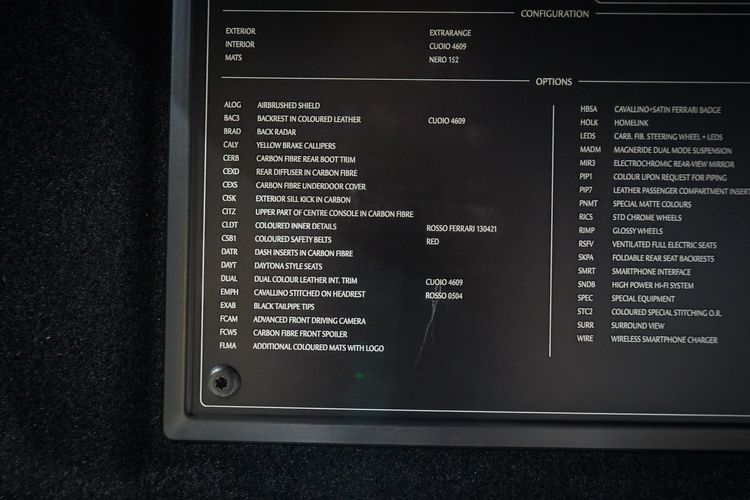 CONFIGURATION
EXTERIOR EXTRARANGE
INTERIOR CUOIO 4609
MATS NERO 152
OPTIONS
ALOG AIRBRUSHED SHIELD
BAC3 BACKREST IN COLOURED LEATHER CUOIO 4609
BRAD BACK RADAR
CALY YELLOW BRAKE CALLIPERS
CERB CARBON FIBRE REAR BOOT TRIM
CEXD REAR DIFFUSER IN CARBON FIBRE
CEXS CARBON FIBRE UNDERDOOR COVER
CISK EXTERIOR SILL KICK IN CARBON
CITZ UPPER PART OF CENTRE CONSOLE IN CARBON FIBRE
CLDT COLOURED INNER DETAILS ROSSO FERRARI 130421
CSB1 COLOURED SAFETY BELTS RED
DATR DASH INSERTS IN CARBON FIBRE
DAYT DAYTONA STYLE SEATS
DUAL DUAL COLOUR LEATHER INT. TRIM CUOIO 4609
EMPH CAVALLINO STITCHED ON HEADREST ROSSO 0504
EXAB BLACK TAILPIPE TIPS
FCAM ADVANCED FRONT DRIVING CAMERA
FCWS CARBON FIBRE FRONT SPOILER
FLMA ADDITIONAL COLOURED MATS WITH LOGO
HBSA CAVALLINO+SATIN FERRARI BADGE
HOLK HOMELINK
LEDS CARB. FIB. STEERING WHEEL + LEDS
MADM MAGNERIDE DUAL MODE SUSPENSION
MIR3 ELECTROCHROMIC REAR-VIEW MIRROR
PIP1 COLOUR UPON REQUEST FOR PIPING
PIP7 LEATHER PASSENGER COMPARTMENT INSERT
PNMT SPECIAL MATTE COLOURS
RICS STD CHROME WHEELS
RIMP GLOSSY WHEELS
RSFV VENTILATED FULL ELECTRIC SEATS
SKPA FOLDABLE REAR SEAT BACKRESTS
SMRT SMARTPHONE INTERFACE
SNDB HIGH POWER HI-FI SYSTEM
SPEC SPECIAL EQUIPMENT
STC2 COLOURED SPECIAL STITCHING O.R.
SURR SURROUND VIEW
WIRE WIRELESS SMARTPHONE CHARGER